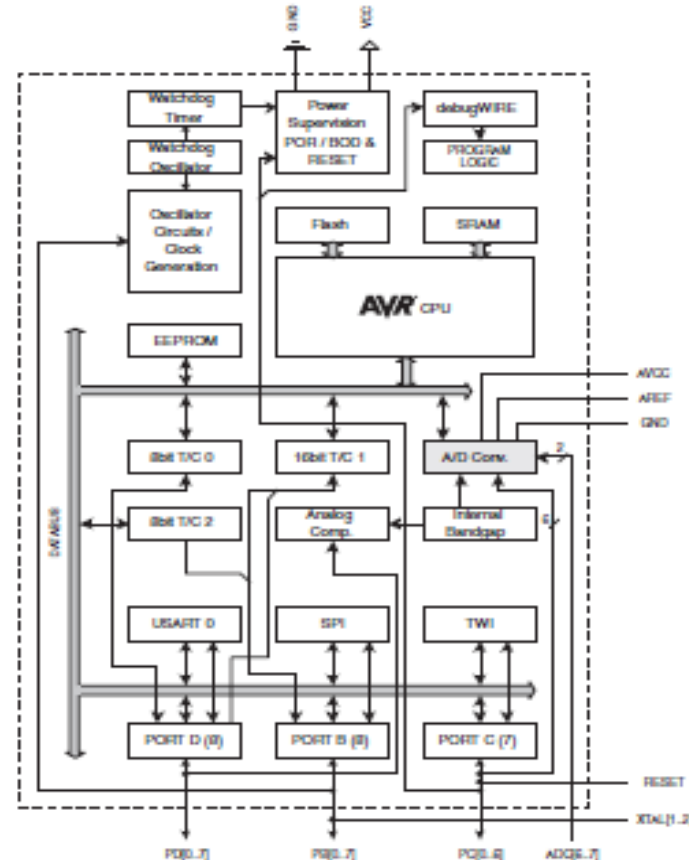 GND
VCC
Watchdog
Timer
Power
Supervision
POR / BOD &
RESET
debugWIRE
Watchdog
Oscillator
PROGRAM
LOGIC
Oscillator
Circuits /
Clock
Generation
Flash
SRAM
AVR CPU
EEPROM
AVCC
AREF
GND
8bit T/C 0
16bit T/C 1
A/D Conv.
2
8bit T/C 2
Analog
Comp.
Internal
Bandgap
6
DATABUS
USART 0
SPI
TWI
PORT D (8)
PORT B (8)
PORT C (7)
RESET
XTAL[1..2]
PD[0..7]
PB[0..7]
PC[0..6]
ADC[6..7]